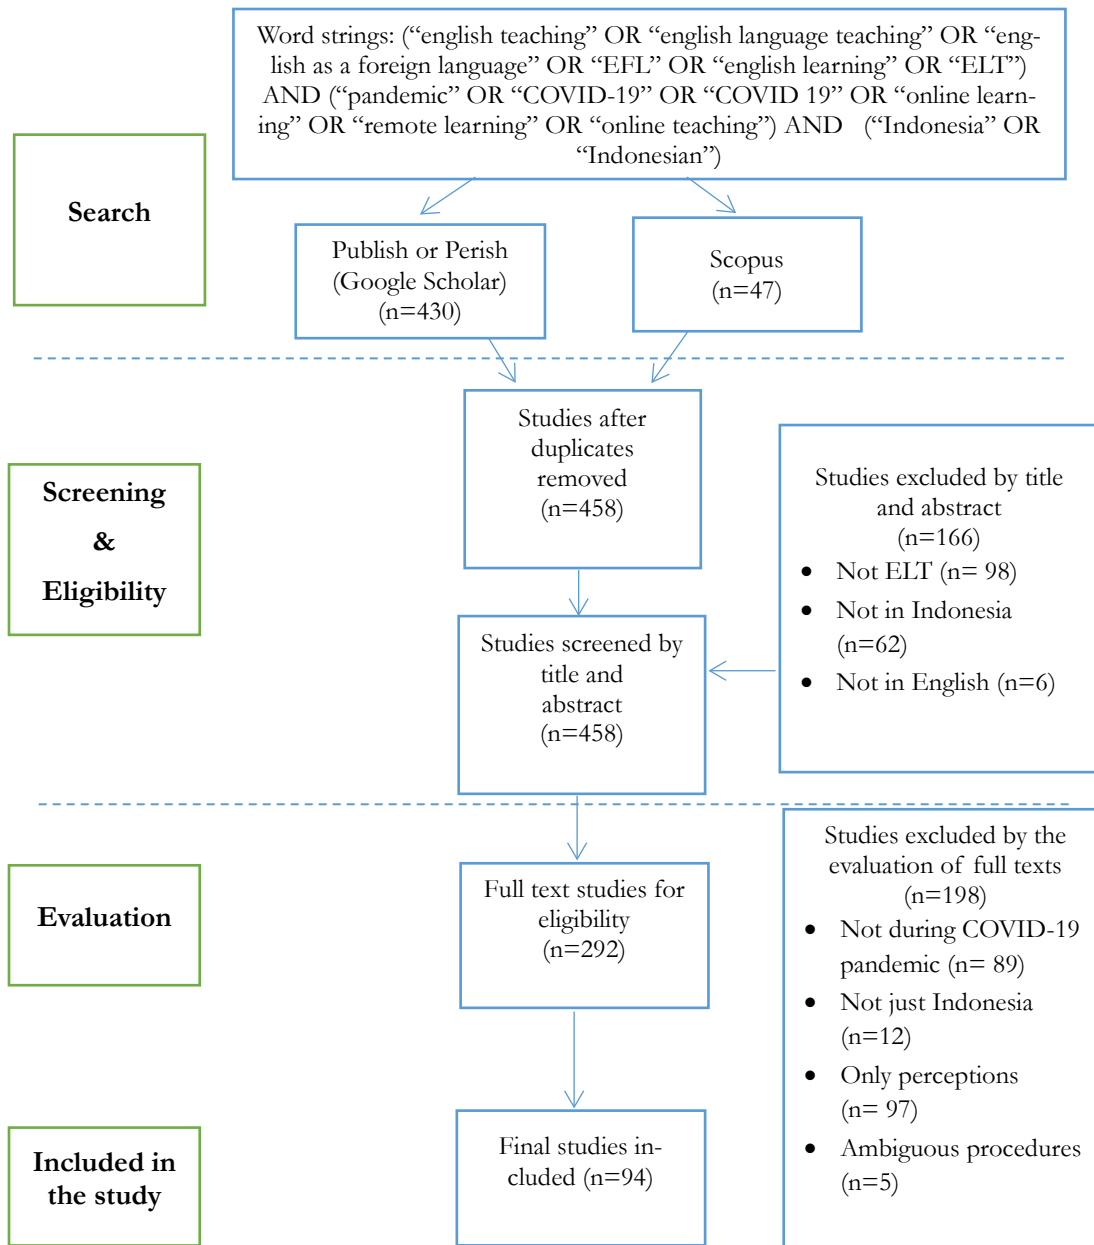 Word strings: (“english teaching” OR “english language teaching” OR “eng-
lish as a foreign language” OR “EFL” OR “english learning” OR “ELT”)
AND (“pandemic” OR “COVID-19” OR “COVID 19” OR “online learn-
ing” OR “remote learning” OR “online teaching”) AND (“Indonesia” OR
“Indonesian”)
Search
Publish or Perish
(Google Scholar)
(n=430)
Scopus
(n=47)
Screening
&
Eligibility
Studies after
duplicates
removed
(n=458)
Studies screened by
title and
abstract
(n=458)
Studies excluded by title
and abstract
(n=166)
• Not ELT (n= 98)
• Not in Indonesia
(n=62)
• Not in English (n=6)
Evaluation
Full text studies for
eligibility
(n=292)
Studies excluded by the
evaluation of full texts
(n=198)
• Not during COVID-19
pandemic (n= 89)
• Not just Indonesia
(n=12)
• Only perceptions
(n= 97)
• Ambiguous procedures
(n=5)
Included in
the study
Final studies in-
cluded (n=94)